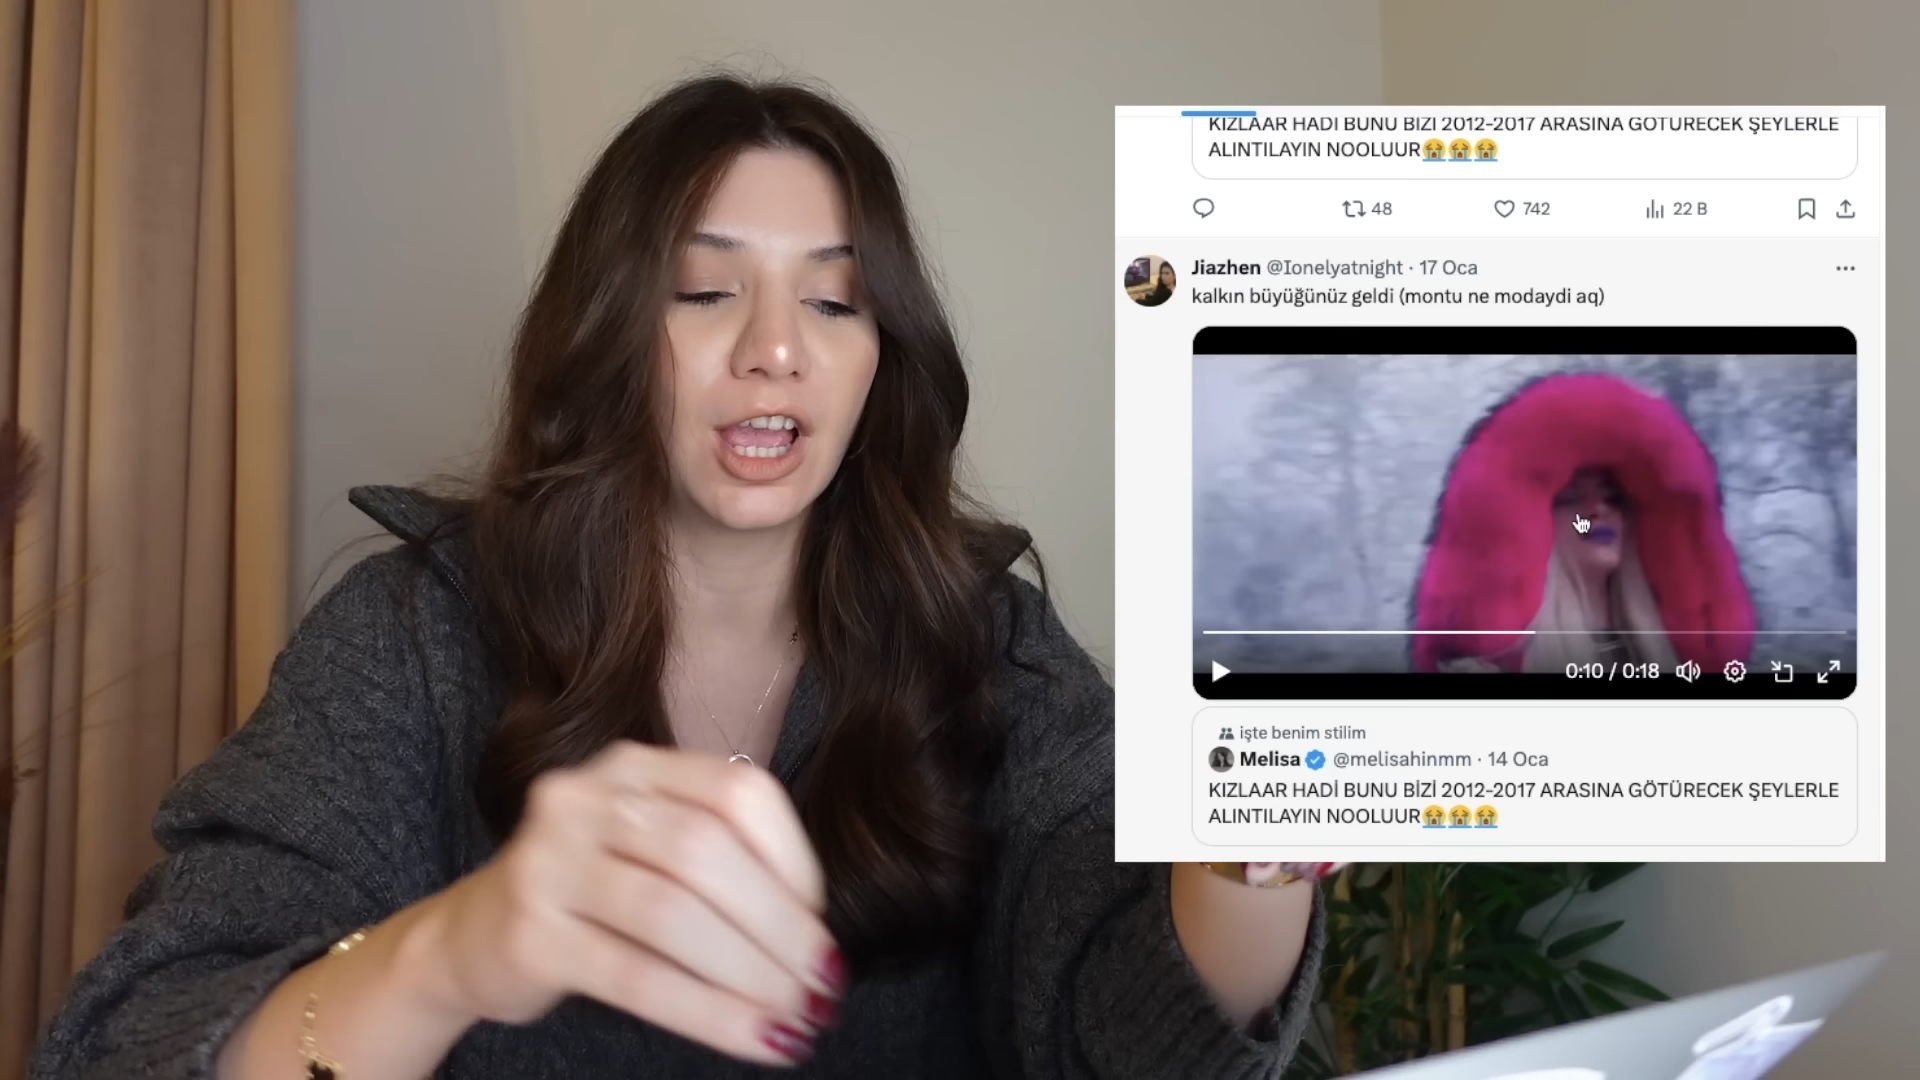 KIZLAAR HADİ BUNU BİZİ 2012-2017 ARASINA GÖTÜRECEK ŞEYLERLE
ALINTILAYIN NOOLUUR😭😭😭
48
742
22 B
Jiazhen @Ionelyatnight · 17 Oca
kalkın büyüğünüz geldi (montu ne modaydi aq)
0:10 / 0:18
işte benim stilim
Melisa @melisahinmm · 14 Oca
KIZLAAR HADİ BUNU BİZİ 2012-2017 ARASINA GÖTÜRECEK ŞEYLERLE
ALINTILAYIN NOOLUUR😭😭😭